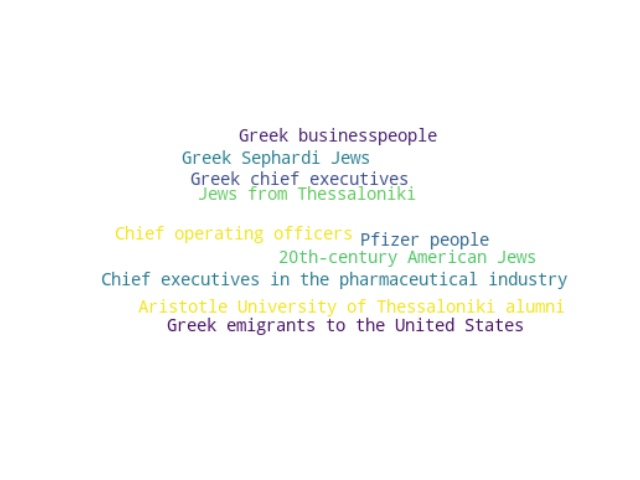 Greek businesspeople
Greek Sephardi Jews
Greek chief executives
Jews from Thessaloniki
Chief operating officers
Pfizer people
20th-century American Jews
Chief executives in the pharmaceutical industry
Aristotle University of Thessaloniki alumni
Greek emigrants to the United States